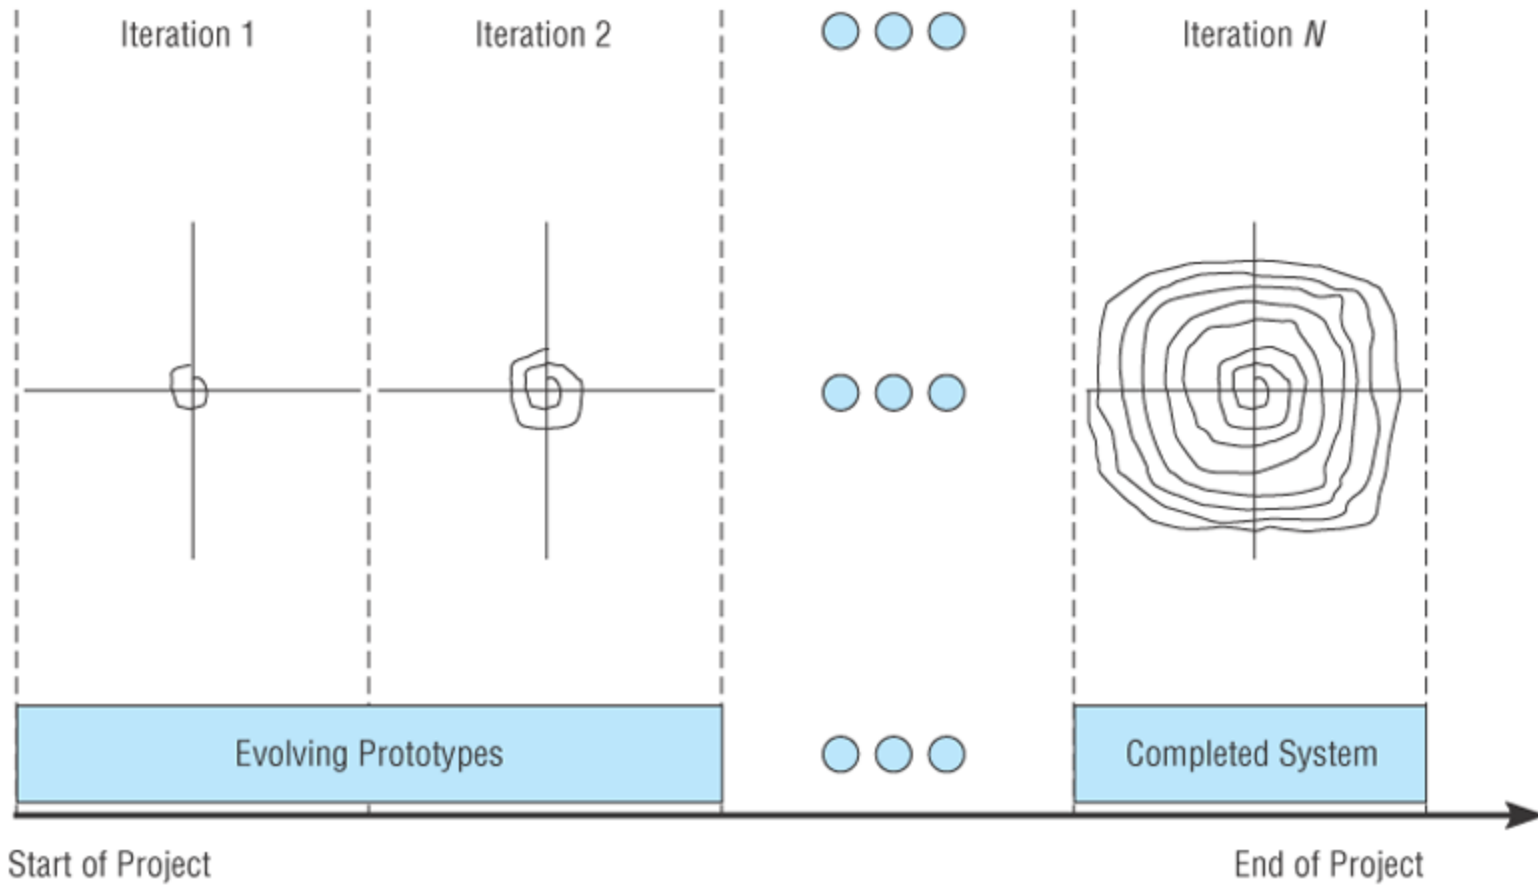 Iteration 1
Iteration 2
Iteration N
Evolving Prototypes
Completed System
Start of Project
End of Project